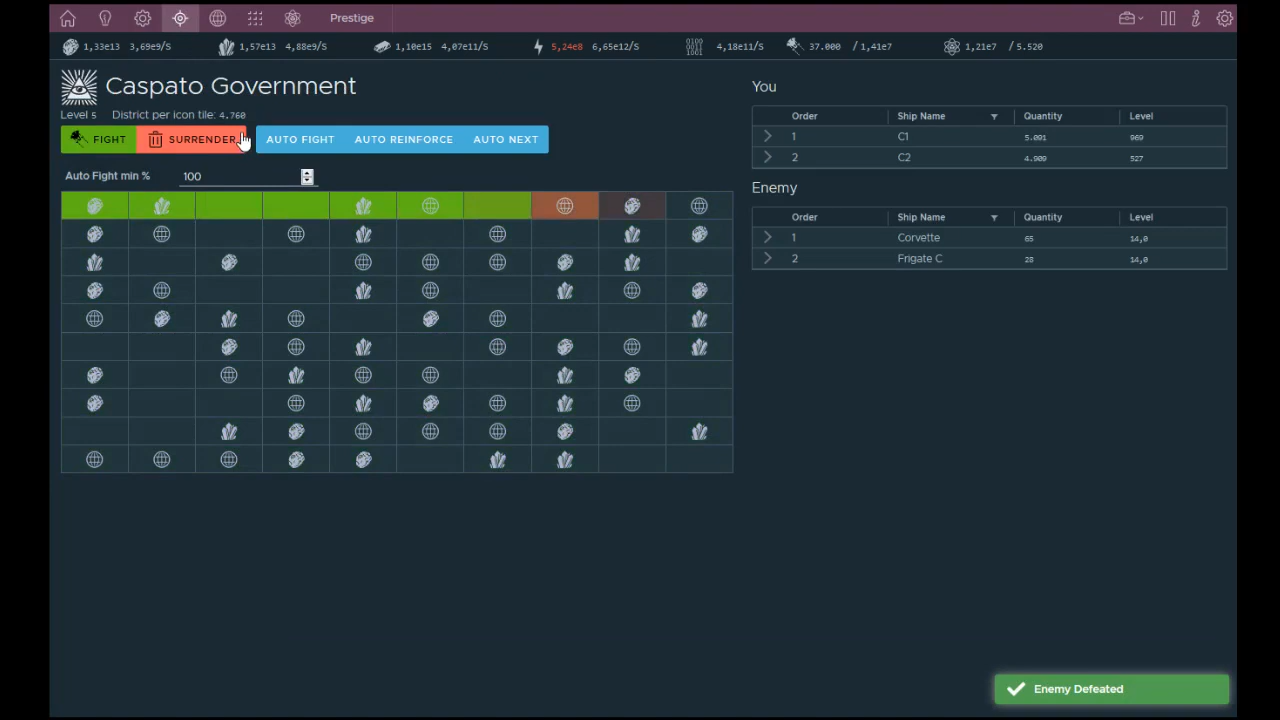 Prestige
1,33e13 3,69e9/S 1,57e13 4,88e9/S 1,10e15 4,07e11/S 5,24e8 6,65e12/S 4,18e11/S 37.000 / 1,41e7 1,21e7 / 5.520
Caspato Government
Level 5 District per icon tile: 4.760
FIGHT SURRENDER AUTO FIGHT AUTO REINFORCE AUTO NEXT
Auto Fight min % 100
You
Order Ship Name Quantity Level
1 C1 5.091 969
2 C2 4.909 527
Enemy
Order Ship Name Quantity Level
1 Corvette 65 14,0
2 Frigate C 28 14,0
Enemy Defeated